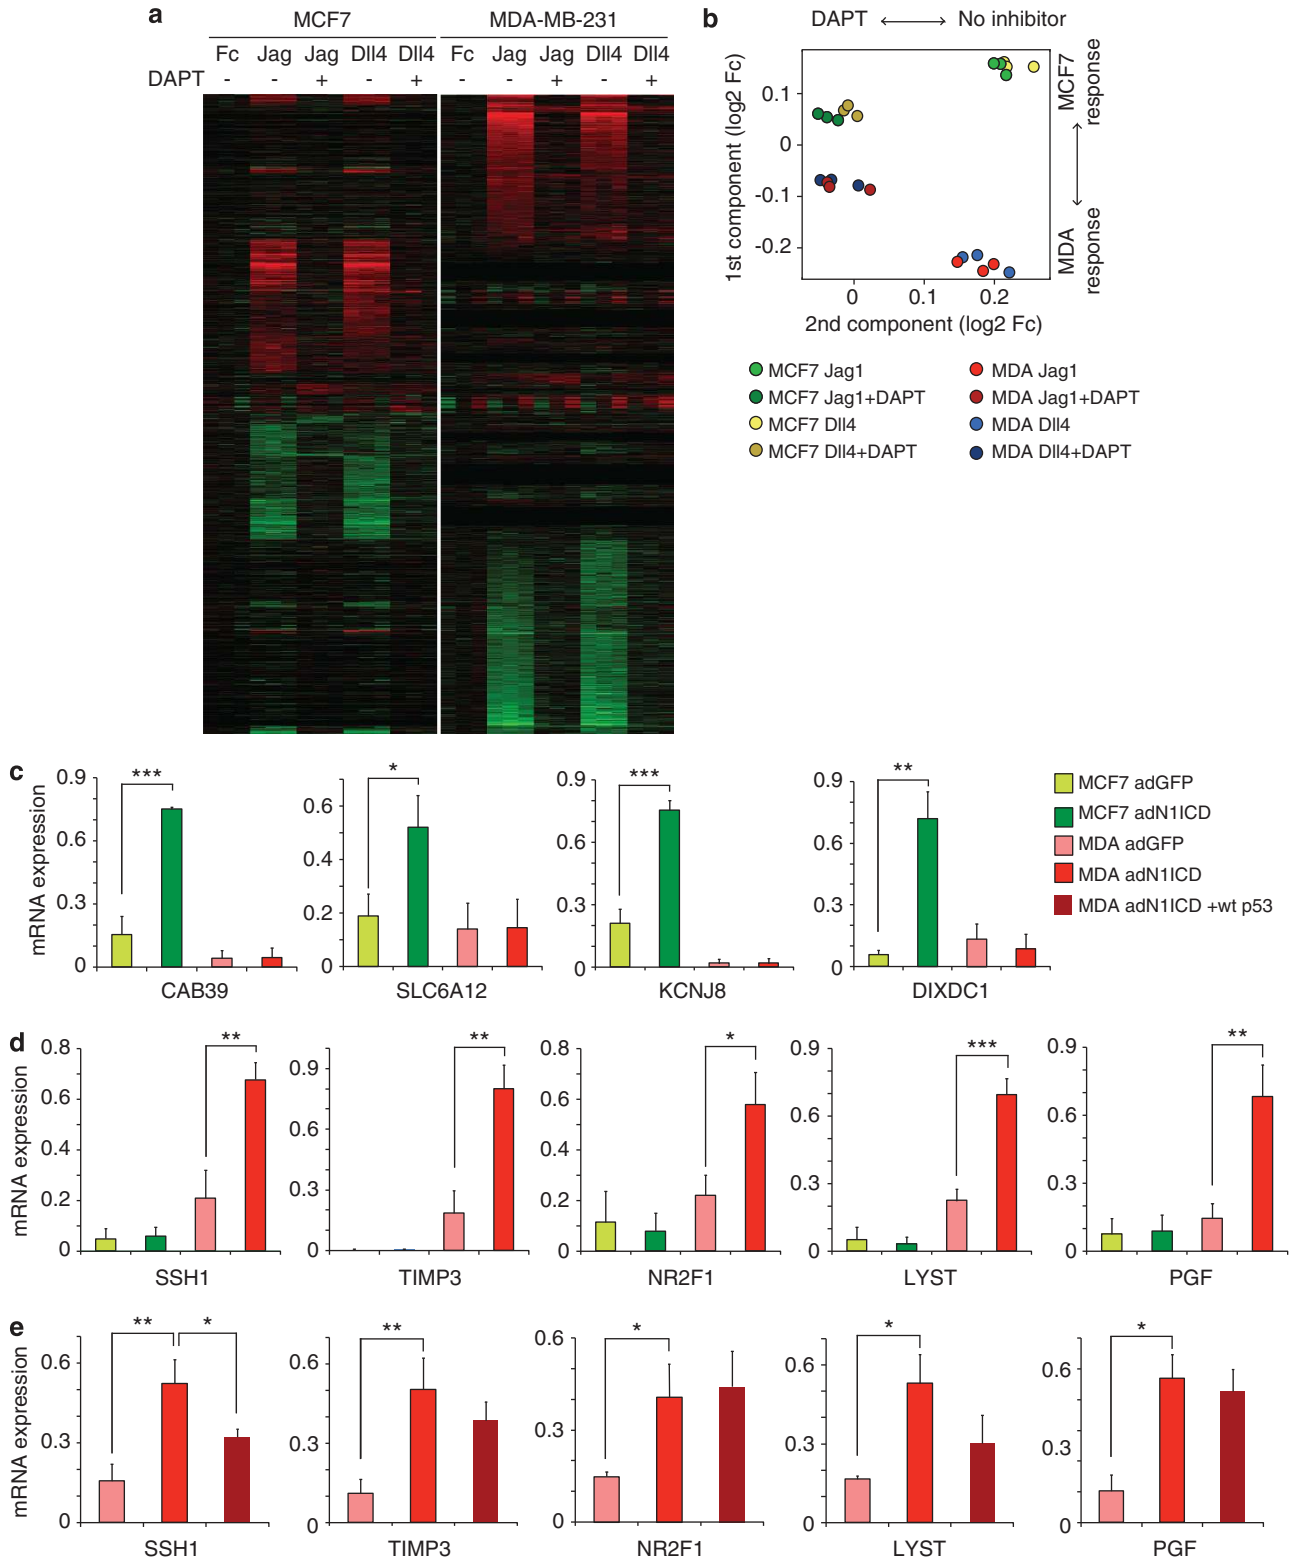 a
MCF7
MDA-MB-231
Fc Jag Jag Dll4 Dll4 Fc Jag Jag Dll4 Dll4
DAPT - - + - + - - + - +
b
DAPT No inhibitor
1st component (log2 Fc)
0.1
0
-0.1
-0.2
0 0.1 0.2
2nd component (log2 Fc)
MCF7 response
MDA response
MCF7 Jag1
MCF7 Jag1+DAPT
MCF7 Dll4
MCF7 Dll4+DAPT
MDA Jag1
MDA Jag1+DAPT
MDA Dll4
MDA Dll4+DAPT
c
mRNA expression
0.9
0.6
0.3
0
***
CAB39
0.6
0.4
0.2
0
*
SLC6A12
0.9
0.6
0.3
0
***
KCNJ8
0.9
0.6
0.3
0
**
DIXDC1
MCF7 adGFP
MCF7 adN1ICD
MDA adGFP
MDA adN1ICD
MDA adN1ICD +wt p53
d
mRNA expression
0.8
0.6
0.4
0.2
0
**
SSH1
0.9
0.6
0.3
0
**
TIMP3
0.8
0.6
0.4
0.2
0
*
NR2F1
0.9
0.6
0.3
0
***
LYST
0.9
0.6
0.3
0
**
PGF
e
mRNA expression
0.6
0.3
0
** *
SSH1
0.6
0.3
0
**
TIMP3
0.6
0.3
0
*
NR2F1
0.6
0.3
0
*
LYST
0.6
0.3
0
*
PGF